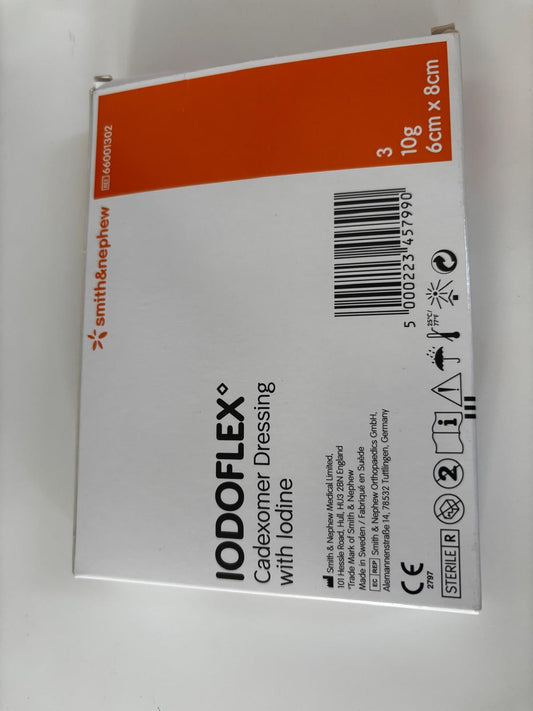 smith&nephew
REF 66001302
3
10g
6cm x 8cm
IODOFLEX◊
Cadexomer Dressing
with Iodine
5 000223 457990
Smith & Nephew Medical Limited,
101 Hessle Road, Hull, HU3 2BN England
◊Trade Mark of Smith & Nephew
Made in Sweden / Fabriqué en Suède
EC REP Smith & Nephew Orthopaedics GmbH,
Alemannenstraße 14, 78532 Tuttlingen, Germany
CE
2797
STERILE R
2
i
25°C/
77°F